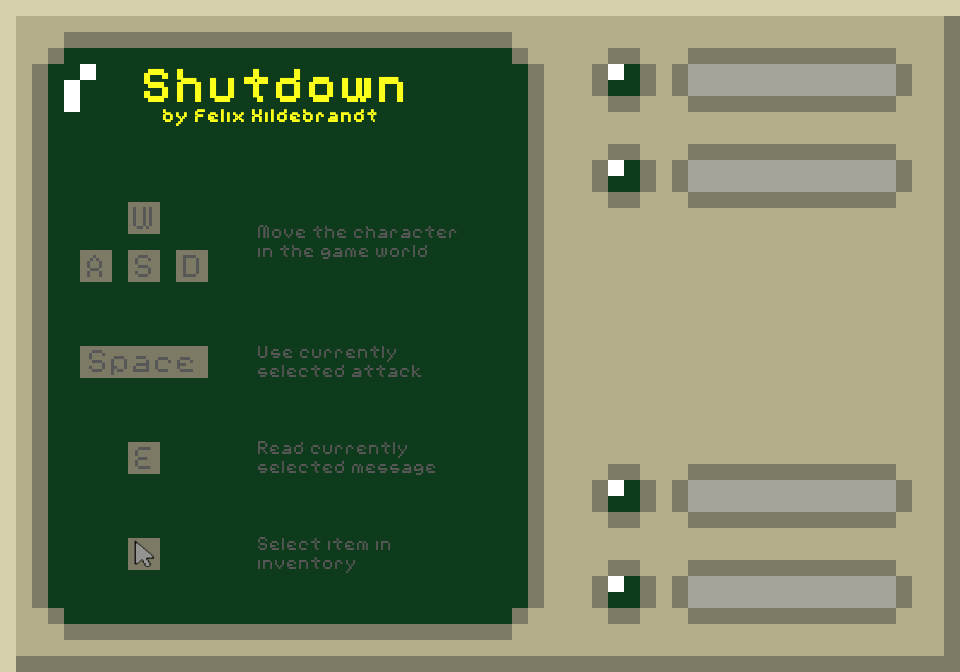 Shutdown
by Felix Hildebrandt
W
Move the character
in the game world
A S D
Use currently
selected attack
Space
Read currently
selected message
E
Select item in
inventory